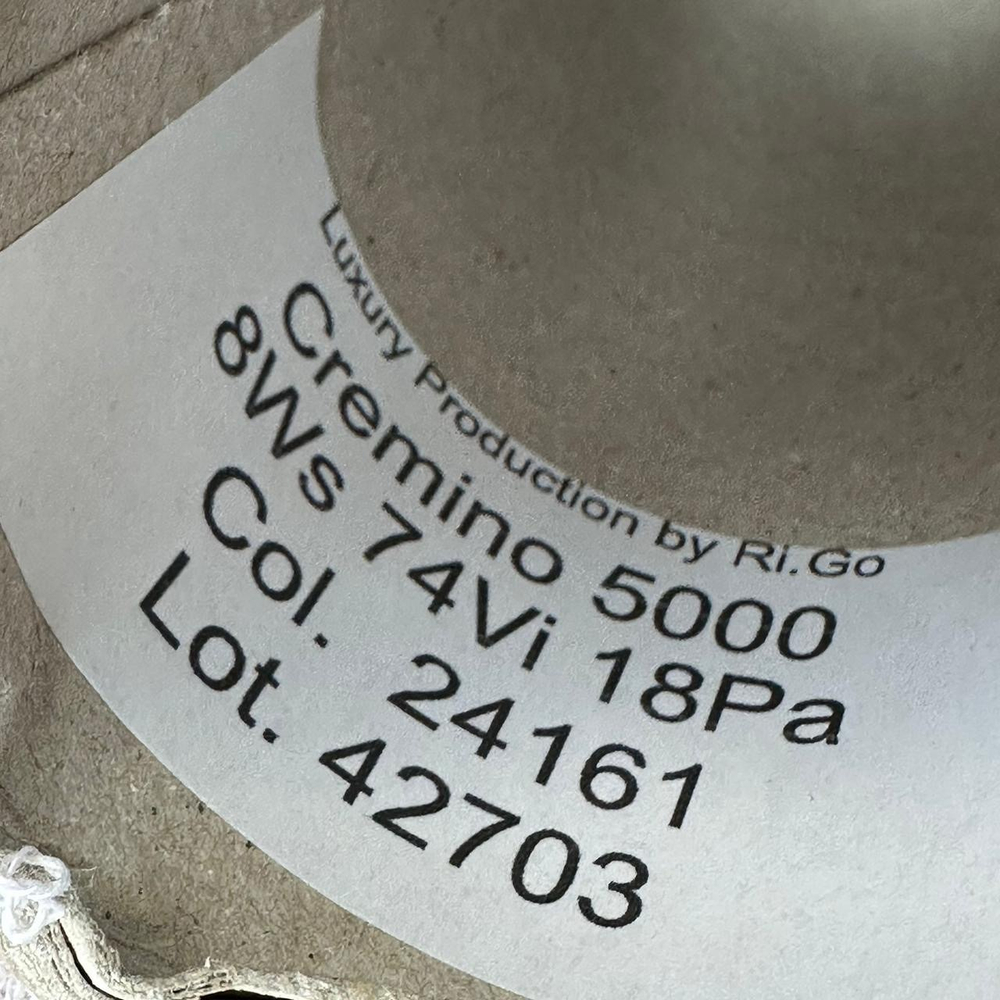 Luxury Production by Ri.Go
Cremino 5000
8Ws 74Vi 18Pa
Col. 24161
Lot. 42703